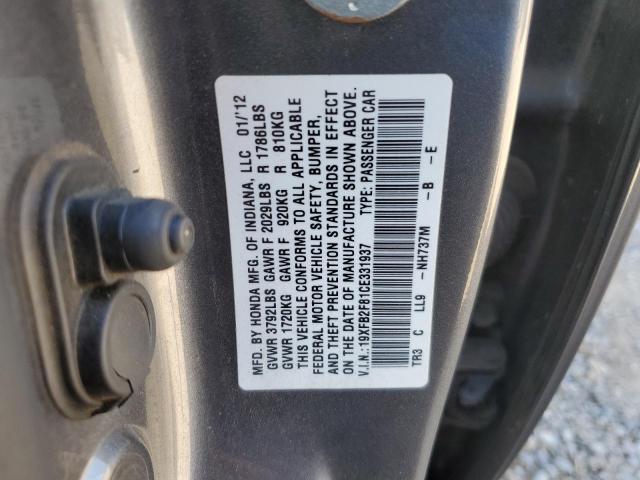 MFD. BY HONDA MFG. OF INDIANA, LLC 01/'12
GVWR 3792LBS GAWR F 2029LBS R 1786LBS
GVWR 1720KG GAWR F 920KG R 810KG
THIS VEHICLE CONFORMS TO ALL APPLICABLE
FEDERAL MOTOR VEHICLE SAFETY, BUMPER,
AND THEFT PREVENTION STANDARDS IN EFFECT
ON THE DATE OF MANUFACTURE SHOWN ABOVE.
V.I.N.: 19XFB2F81CE331937 TYPE: PASSENGER CAR
TR3 C LL9 -NH737M -B -E